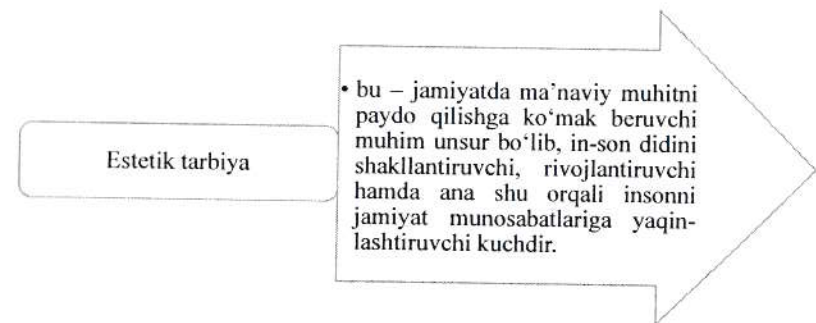 Estetik tarbiya
• bu – jamiyatda ma’naviy muhitni
paydo qilishga ko‘mak beruvchi
muhim unsur bo‘lib, in-son didini
shakllantiruvchi, rivojlantiruvchi
hamda ana shu orqali insonni
jamiyat munosabatlariga yaqin-
lashtiruvchi kuchdir.